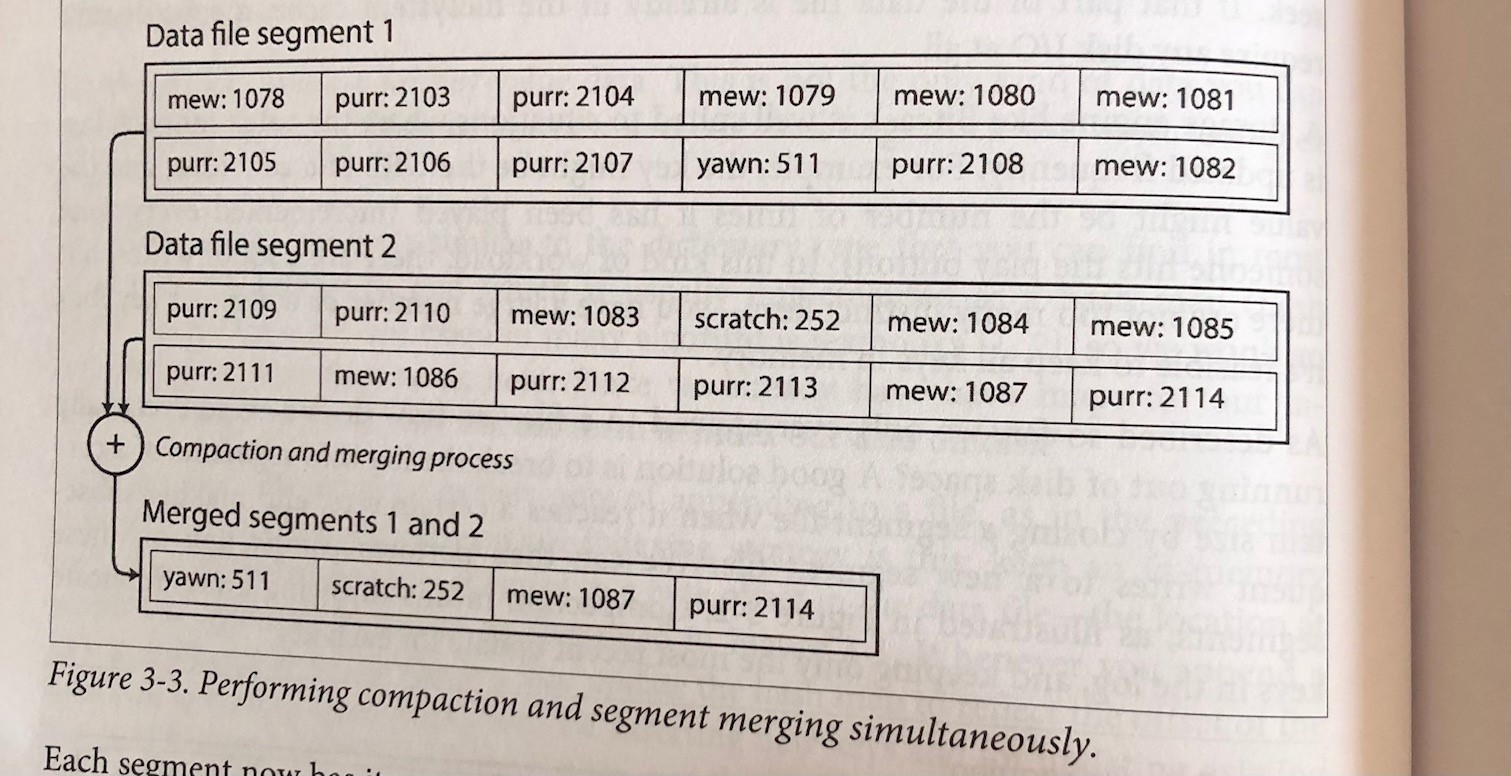 Data file segment 1
mew: 1078 purr: 2103 purr: 2104 mew: 1079 mew: 1080 mew: 1081
purr: 2105 purr: 2106 purr: 2107 yawn: 511 purr: 2108 mew: 1082
Data file segment 2
purr: 2109 purr: 2110 mew: 1083 scratch: 252 mew: 1084 mew: 1085
purr: 2111 mew: 1086 purr: 2112 purr: 2113 mew: 1087 purr: 2114
+ Compaction and merging process
Merged segments 1 and 2
yawn: 511 scratch: 252 mew: 1087 purr: 2114
Figure 3-3. Performing compaction and segment merging simultaneously.
Each segment now